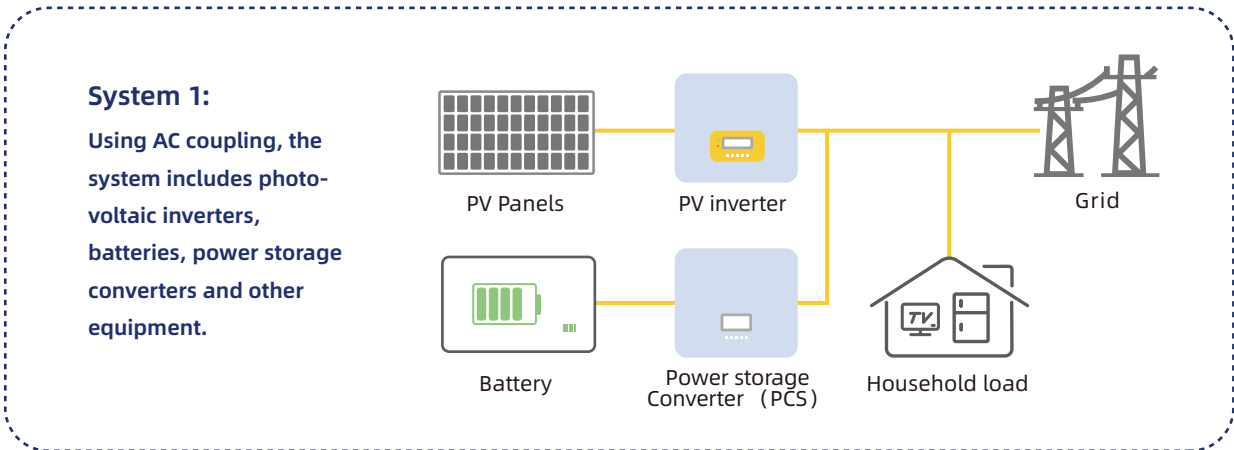 System 1:
Using AC coupling, the
system includes photo-
voltaic inverters,
batteries, power storage
converters and other
equipment.
PV Panels
PV inverter
Grid
TV
Battery
Power storage
Converter （PCS）
Household load